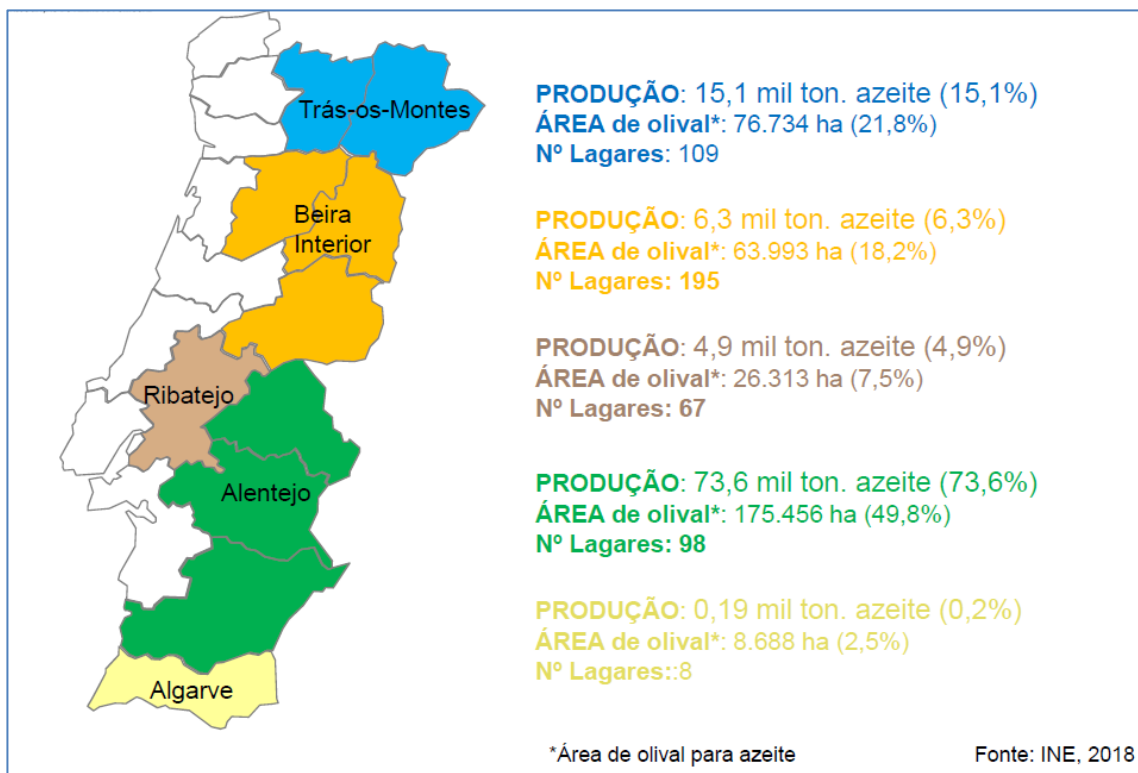 Trás-os-Montes
PRODUÇÃO: 15,1 mil ton. azeite (15,1%)
ÁREA de olival*: 76.734 ha (21,8%)
Nº Lagares: 109
Beira
Interior
PRODUÇÃO: 6,3 mil ton. azeite (6,3%)
ÁREA de olival*: 63.993 ha (18,2%)
Nº Lagares: 195
Ribatejo
PRODUÇÃO: 4,9 mil ton. azeite (4,9%)
ÁREA de olival*: 26.313 ha (7,5%)
Nº Lagares: 67
Alentejo
PRODUÇÃO: 73,6 mil ton. azeite (73,6%)
ÁREA de olival*: 175.456 ha (49,8%)
Nº Lagares: 98
Algarve
PRODUÇÃO: 0,19 mil ton. azeite (0,2%)
ÁREA de olival*: 8.688 ha (2,5%)
Nº Lagares::8
*Área de olival para azeite
Fonte: INE, 2018